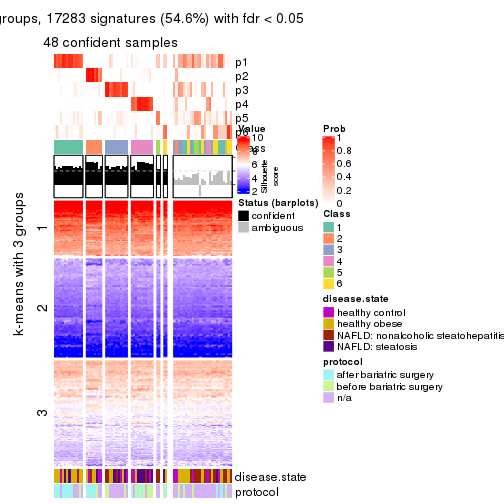 groups, 17283 signatures (54.6%) with fdr < 0.05
48 confident samples
p1
p2
p3
p4
p5
k-means with 3 groups
1
2
3
disease.state
protocol
Value
10
8
6
4
2
Silhouette
score
Status (barplots)
confident
ambiguous
Prob
1
0.8
0.6
0.4
0.2
0
Class
1
2
3
4
5
6
disease.state
healthy control
healthy obese
NAFLD: nonalcoholic steatohepatitis
NAFLD: steatosis
protocol
after bariatric surgery
before bariatric surgery
n/a